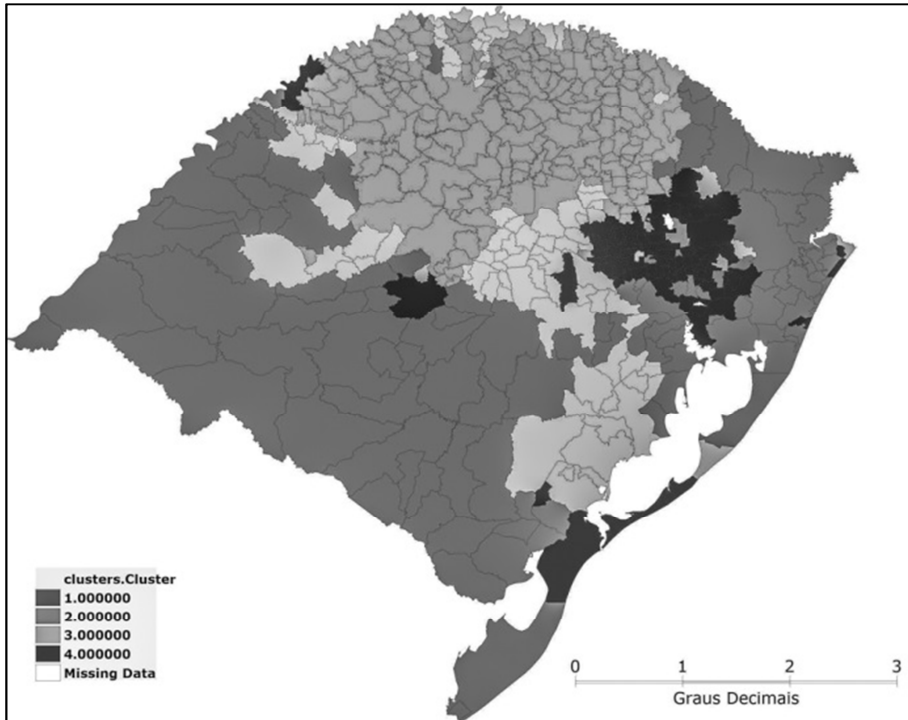 clusters.Cluster
1.000000
2.000000
3.000000
4.000000
Missing Data
0 1 2 3
Graus Decimais